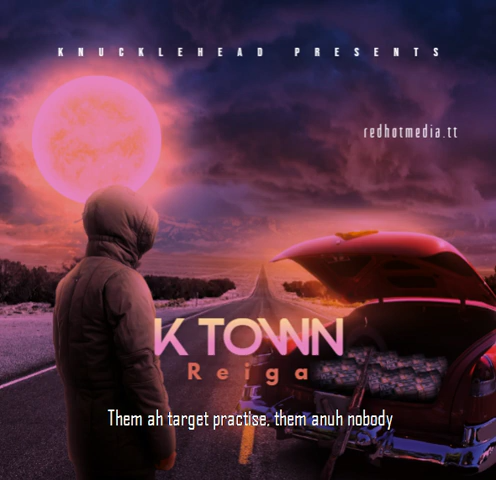 KNUCKLEHEAD PRESENTS
redhotmedia.tt
K TOWN
Reiga
Them ah target practise, them anuh nobody